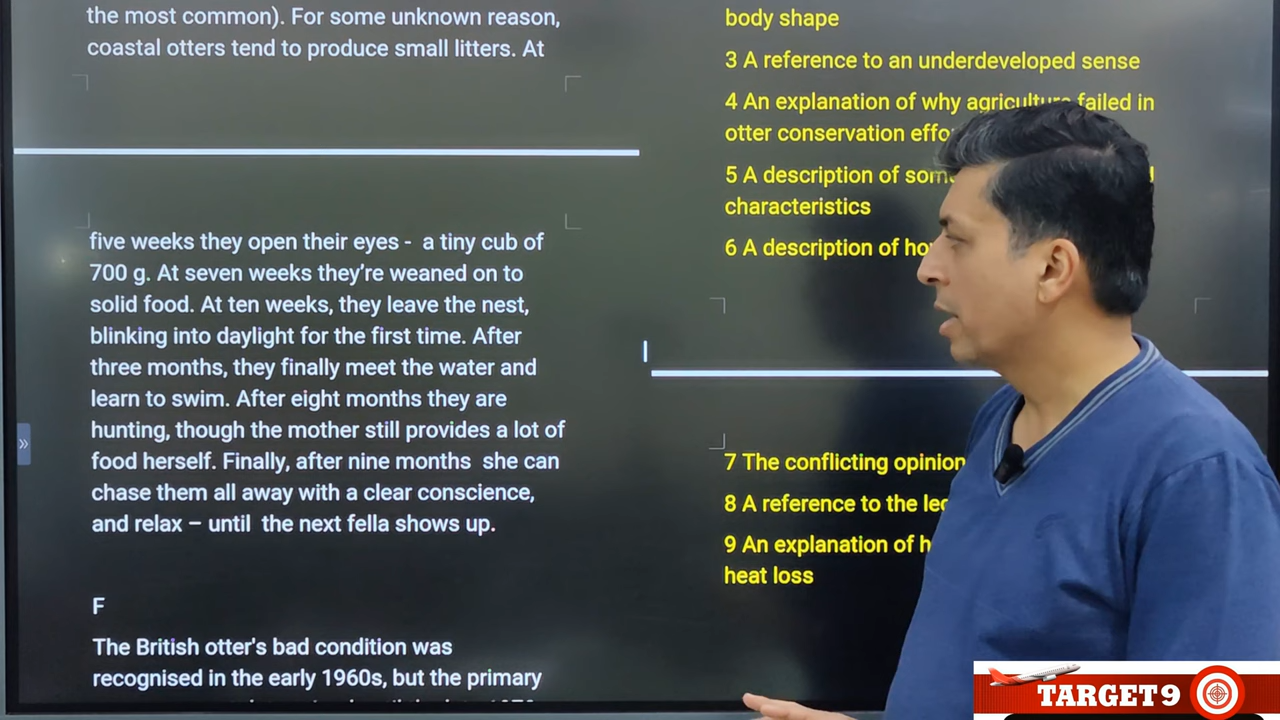 the most common). For some unknown reason,
coastal otters tend to produce small litters. At
five weeks they open their eyes - a tiny cub of
700 g. At seven weeks they're weaned on to
solid food. At ten weeks, they leave the nest,
blinking into daylight for the first time. After
three months, they finally meet the water and
learn to swim. After eight months they are
hunting, though the mother still provides a lot of
food herself. Finally, after nine months she can
chase them all away with a clear conscience,
and relax – until the next fella shows up.
F
The British otter's bad condition was
recognised in the early 1960s, but the primary
body shape
3 A reference to an underdeveloped sense
4 An explanation of why agriculture failed in
otter conservation
5 A description of
characteristics
6 A description of
7 The conflicting
8 A reference to the
9 An explanation of
heat loss
TARGET9